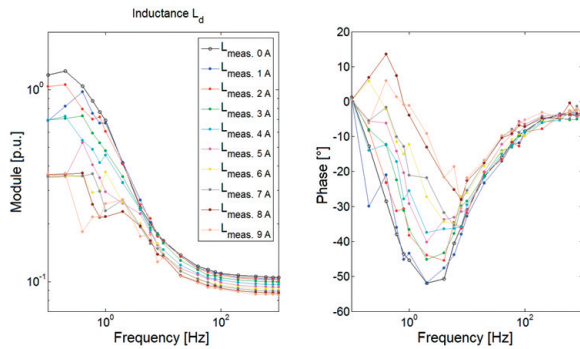 Inductance L_d
Module [p.u.]
10^0
10^-1
10^0
10^2
Frequency [Hz]
L_meas. 0 A
L_meas. 1 A
L_meas. 2 A
L_meas. 3 A
L_meas. 4 A
L_meas. 5 A
L_meas. 6 A
L_meas. 7 A
L_meas. 8 A
L_meas. 9 A
Phase [°]
20
10
0
-10
-20
-30
-40
-50
-60
10^0
10^2
Frequency [Hz]